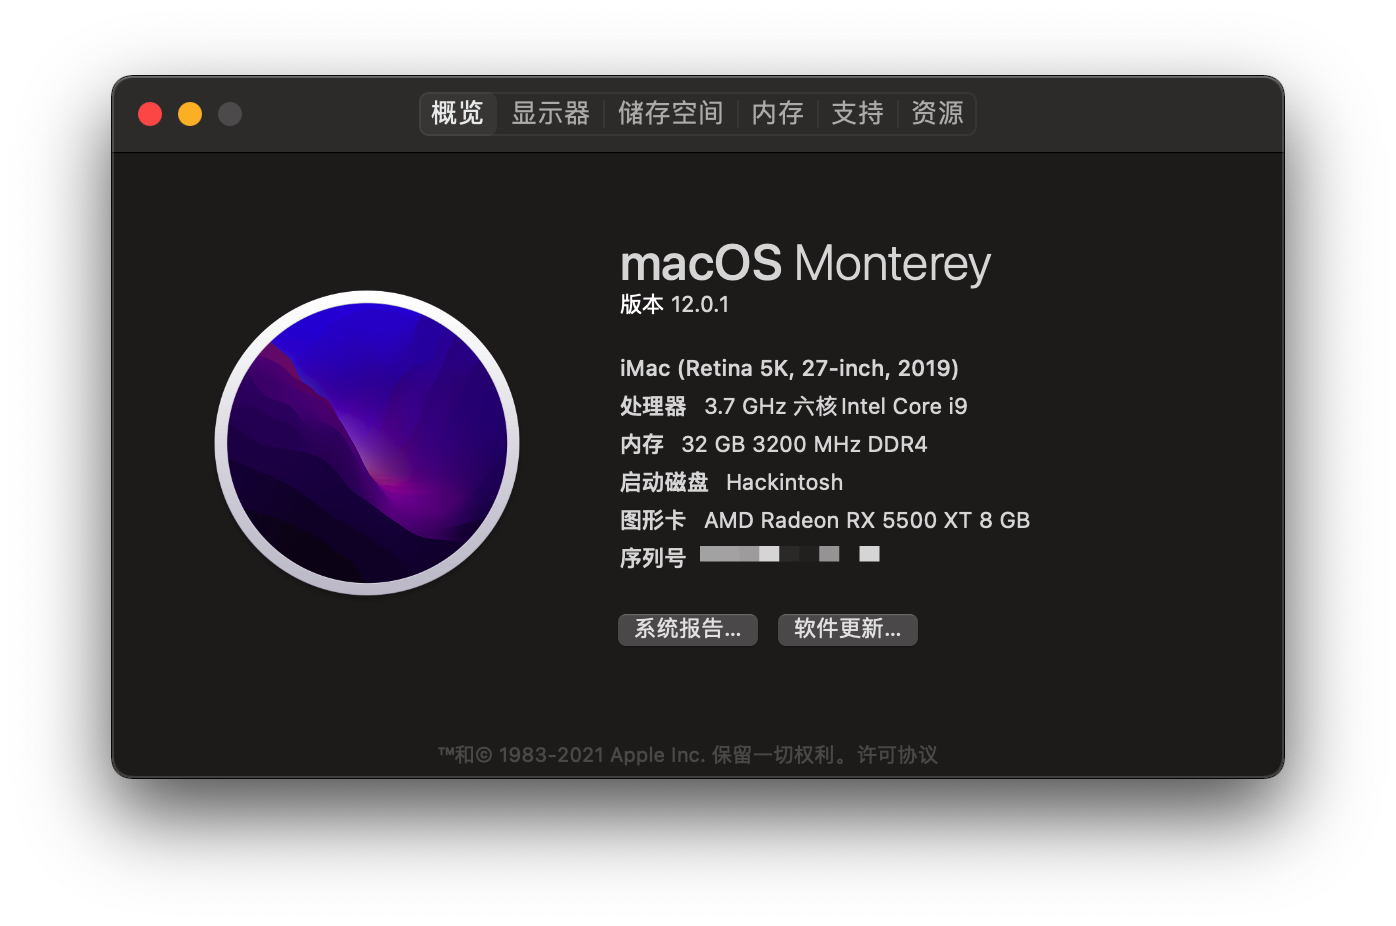 概览 显示器 储存空间 内存 支持 资源
macOS Monterey
版本 12.0.1
iMac (Retina 5K, 27-inch, 2019)
处理器 3.7 GHz 六核Intel Core i9
内存 32 GB 3200 MHz DDR4
启动磁盘 Hackintosh
图形卡 AMD Radeon RX 5500 XT 8 GB
序列号
系统报告... 软件更新...
™和© 1983-2021 Apple Inc. 保留一切权利。许可协议